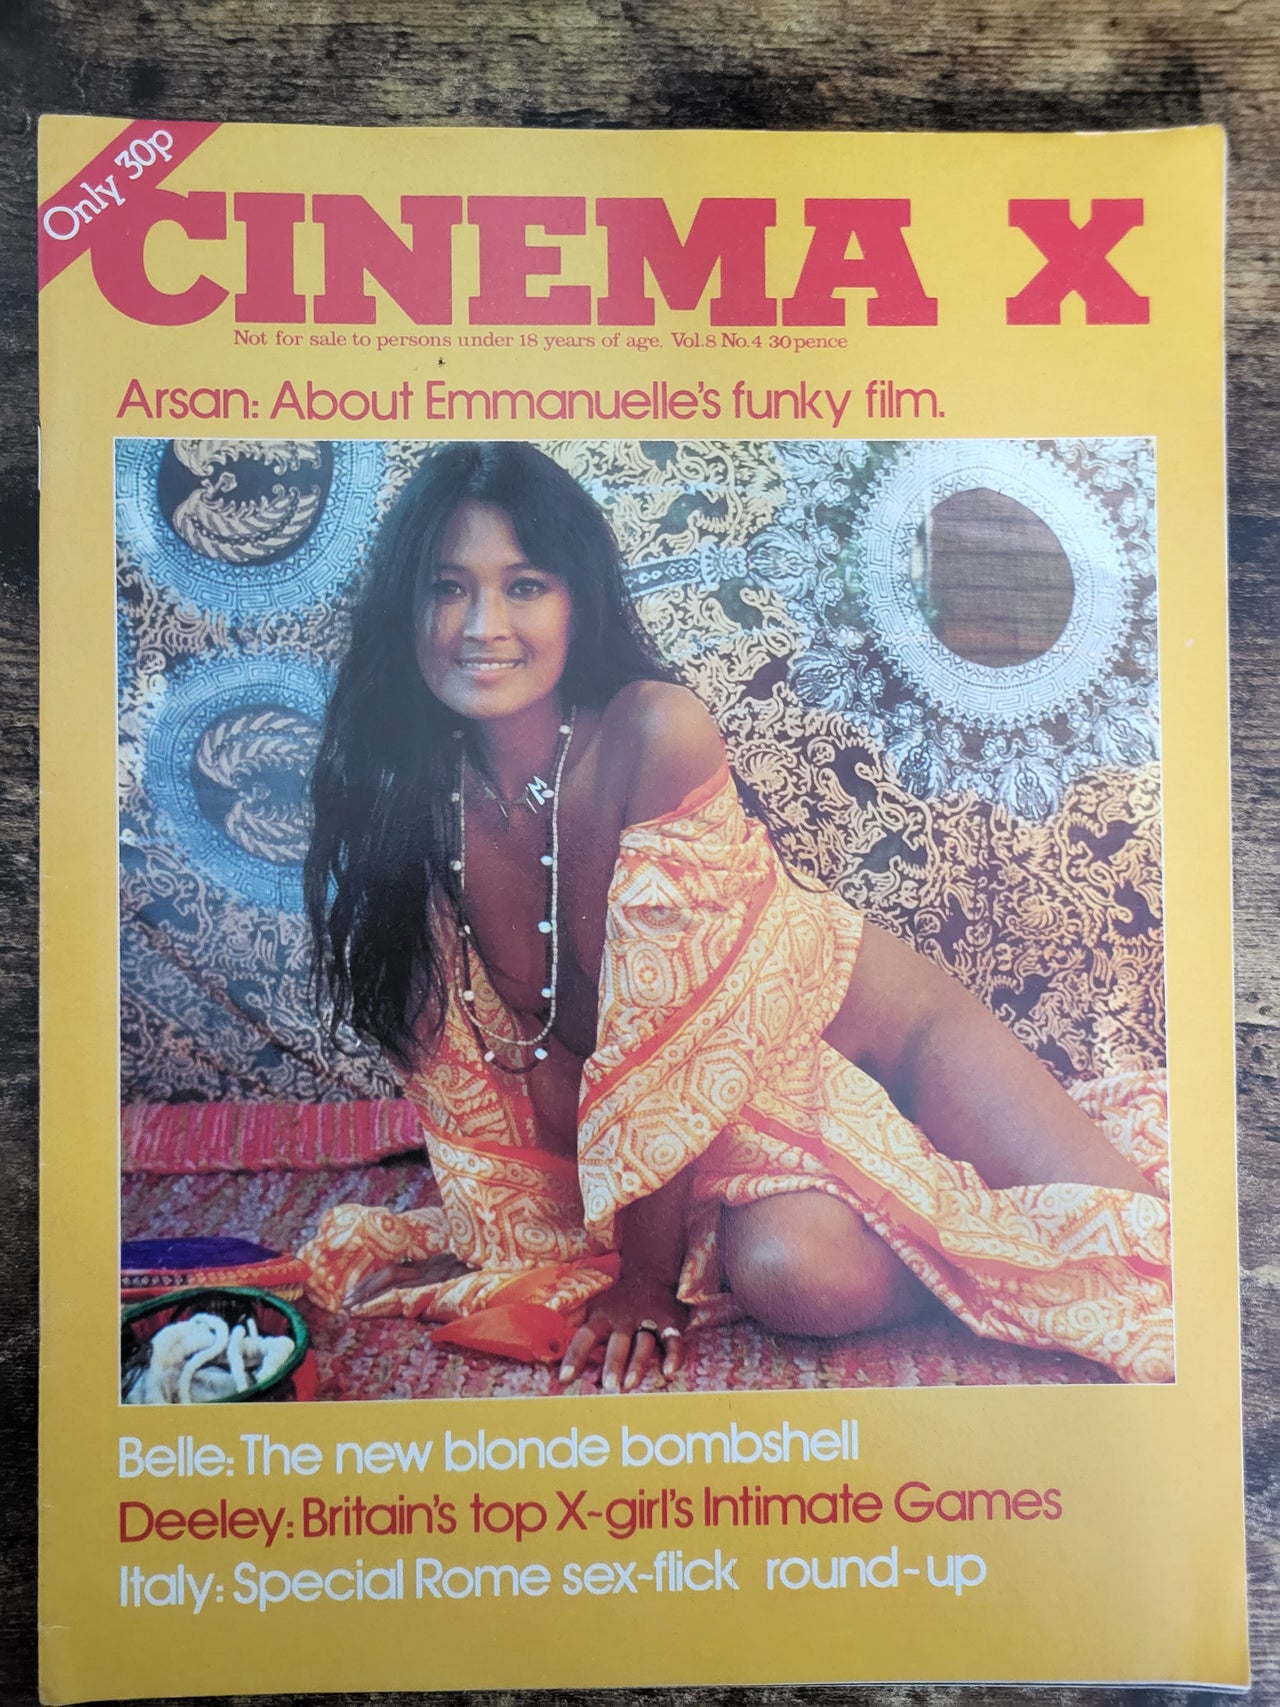 Only 30p
CINEMA X
Not for sale to persons under 18 years of age. Vol.8 No.4 30 pence
Arsan: About Emmanuelle's funky film.
Belle: The new blonde bombshell
Deeley: Britain's top X-girl's Intimate Games
Italy: Special Rome sex-flick round-up